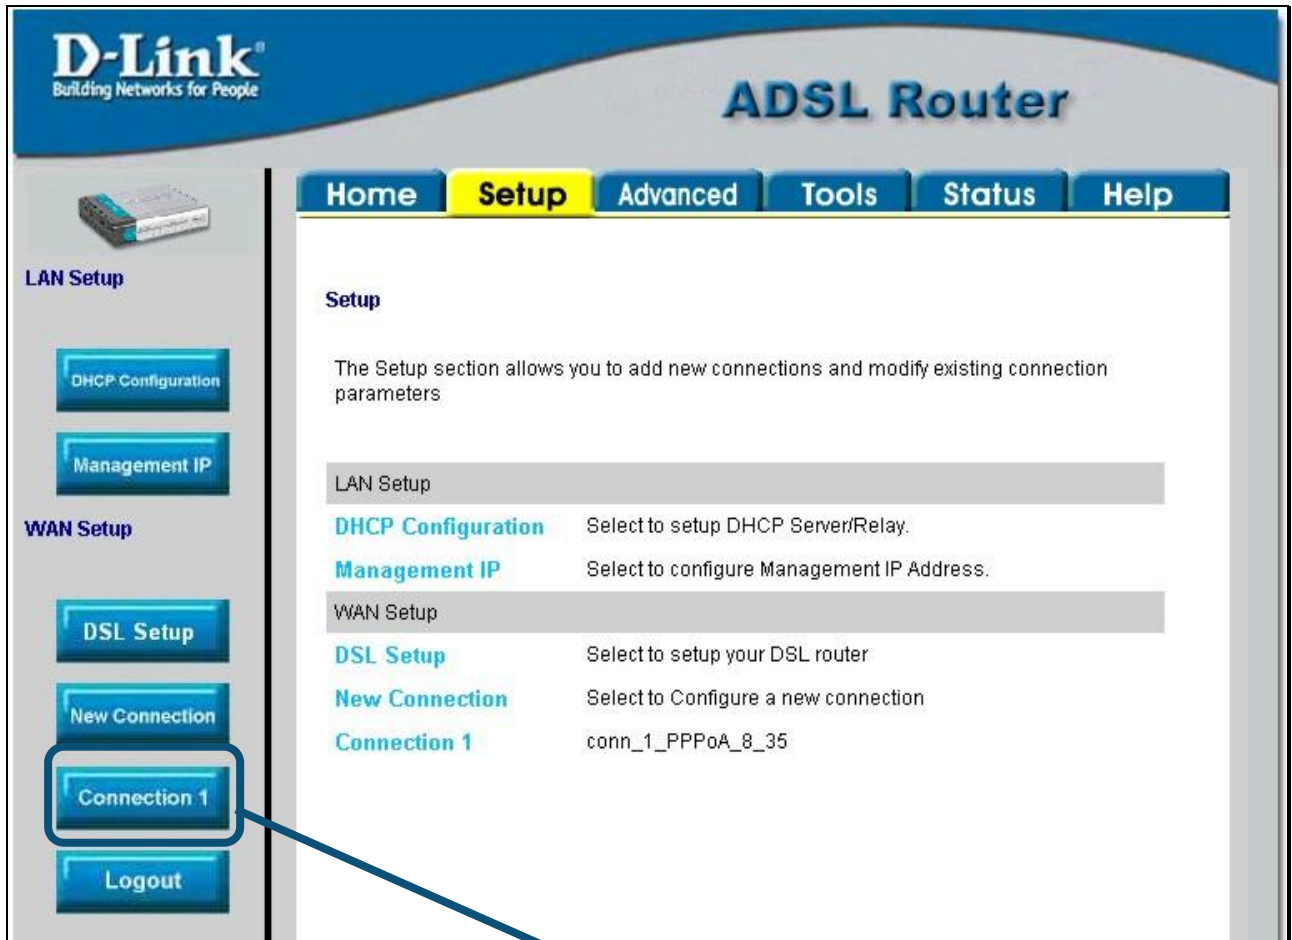 D-Link®
Building Networks for People
ADSL Router
Home Setup Advanced Tools Status Help
LAN Setup
DHCP Configuration
Management IP
WAN Setup
DSL Setup
New Connection
Connection 1
Logout
Setup
The Setup section allows you to add new connections and modify existing connection
parameters
LAN Setup
DHCP Configuration Select to setup DHCP Server/Relay.
Management IP Select to configure Management IP Address.
WAN Setup
DSL Setup Select to setup your DSL router
New Connection Select to Configure a new connection
Connection 1 conn_1_PPPoA_8_35